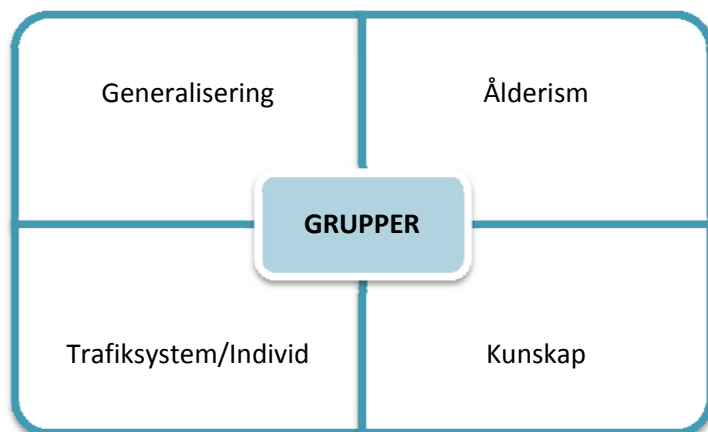 Generalisering
Ålderism
GRUPPER
Trafiksystem/Individ
Kunskap